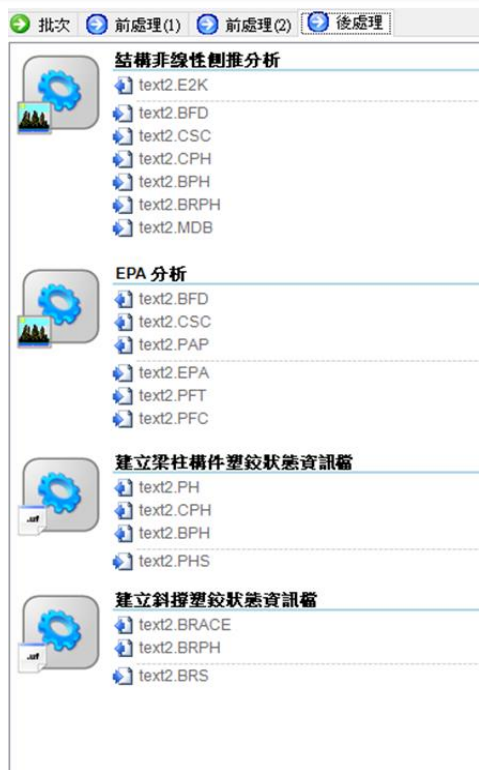 批次 前處理(1) 前處理(2) 後處理
結構非線性側推分析
text2.E2K
text2.BFD
text2.CSC
text2.CPH
text2.BPH
text2.BRPH
text2.MDB
EPA 分析
text2.BFD
text2.CSC
text2.PAP
text2.EPA
text2.PFT
text2.PFC
建立梁柱構件塑鉸狀態資訊檔
text2.PH
text2.CPH
text2.BPH
text2.PHS
建立斜撐塑鉸狀態資訊檔
text2.BRACE
text2.BRPH
text2.BRS